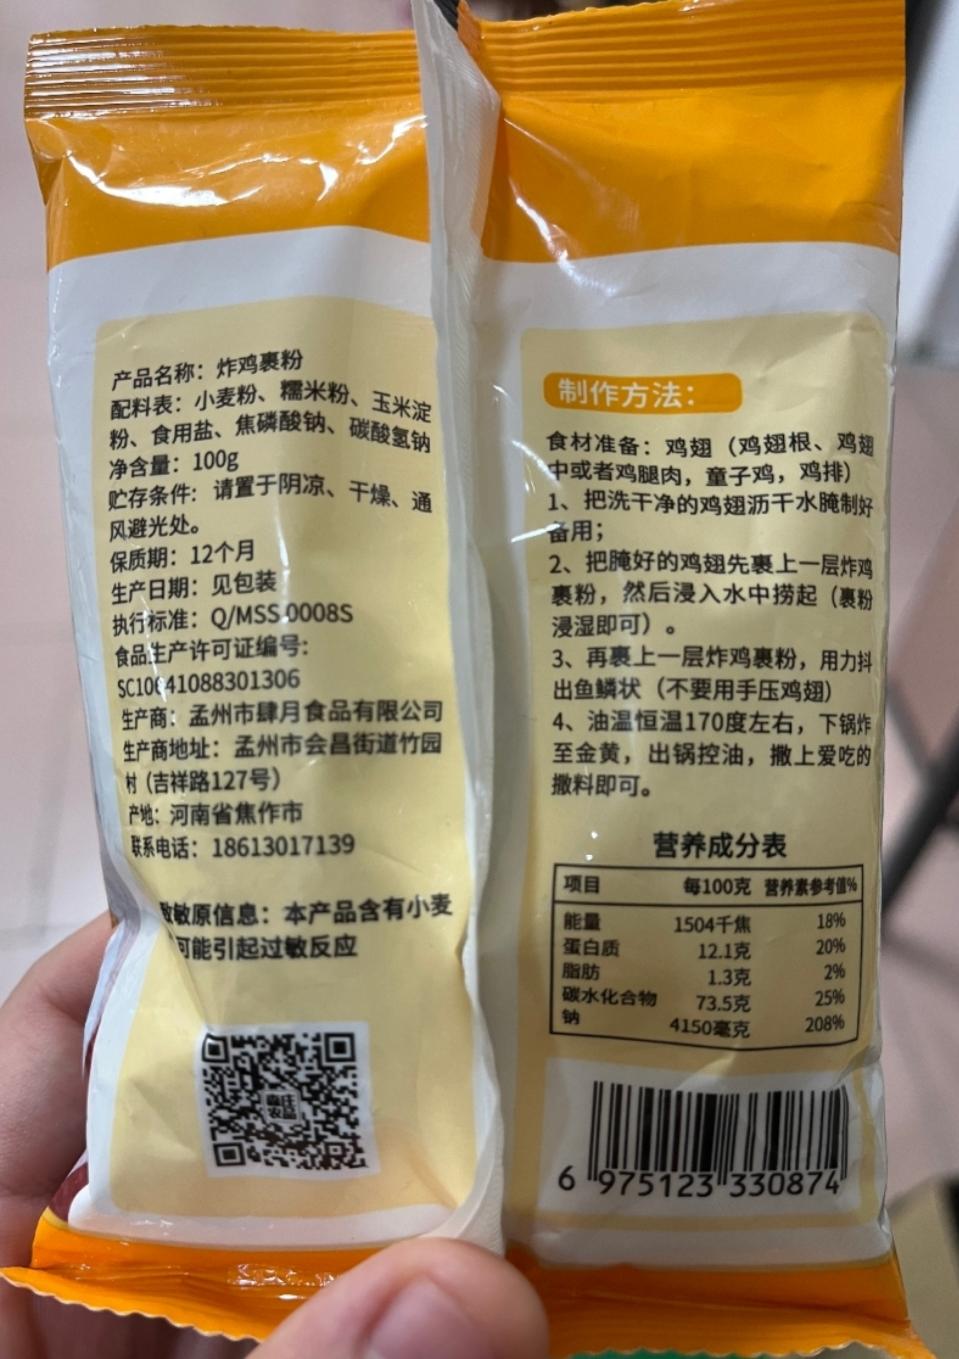 产品名称：炸鸡裹粉
配料表：小麦粉、糯米粉、玉米淀
粉、食用盐、焦磷酸钠、碳酸氢钠
净含量：100g
贮存条件：请置于阴凉、干燥、通
风避光处。
保质期：12个月
生产日期：见包装
执行标准：Q/MSS 0008S
食品生产许可证编号：
SC10641088301306
生产商：孟州市肆月食品有限公司
生产商地址：孟州市会昌街道竹园
村（吉祥路127号）
产地：河南省焦作市
联系电话：18613017139
敏原信息：本产品含有小麦
可能引起过敏反应
森庄
农品
制作方法：
食材准备：鸡翅（鸡翅根、鸡翅
中或者鸡腿肉，童子鸡，鸡排）
1、把洗干净的鸡翅沥干水腌制好
备用；
2、把腌好的鸡翅先裹上一层炸鸡
裹粉，然后浸入水中捞起（裹粉
浸湿即可）。
3、再裹上一层炸鸡裹粉，用力抖
出鱼鳞状（不要用手压鸡翅）
4、油温恒温170度左右，下锅炸
至金黄，出锅控油，撒上爱吃的
撒料即可。
营养成分表
项目 每100克 营养素参考值%
能量 1504千焦 18%
蛋白质 12.1克 20%
脂肪 1.3克 2%
碳水化合物 73.5克 25%
钠 4150毫克 208%
6 975123 330874